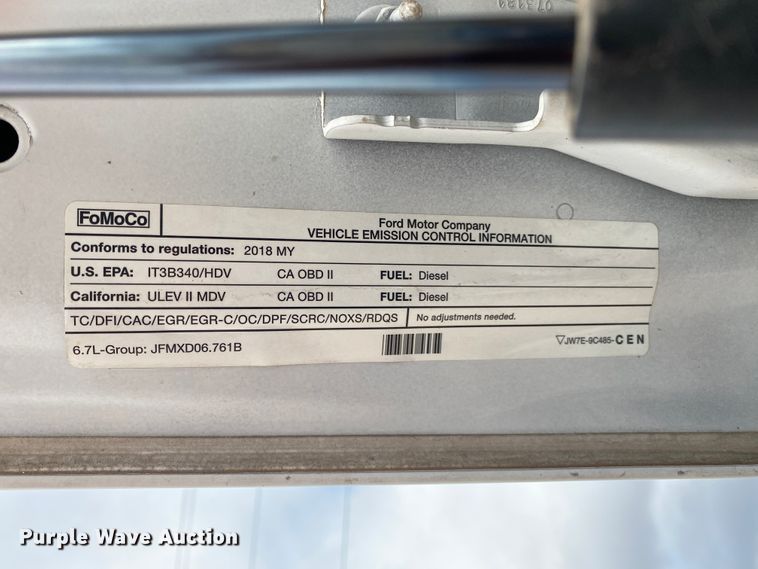 073121
FoMoCo
Ford Motor Company
VEHICLE EMISSION CONTROL INFORMATION
Conforms to regulations: 2018 MY
U.S. EPA: IT3B340/HDV CA OBD II FUEL: Diesel
California: ULEV II MDV CA OBD II FUEL: Diesel
TC/DFI/CAC/EGR/EGR-C/OC/DPF/SCRC/NOXS/RDQS No adjustments needed.
6.7L-Group: JFMXD06.761B
▽JW7E-9C485-CEN
Purple Wave Auction